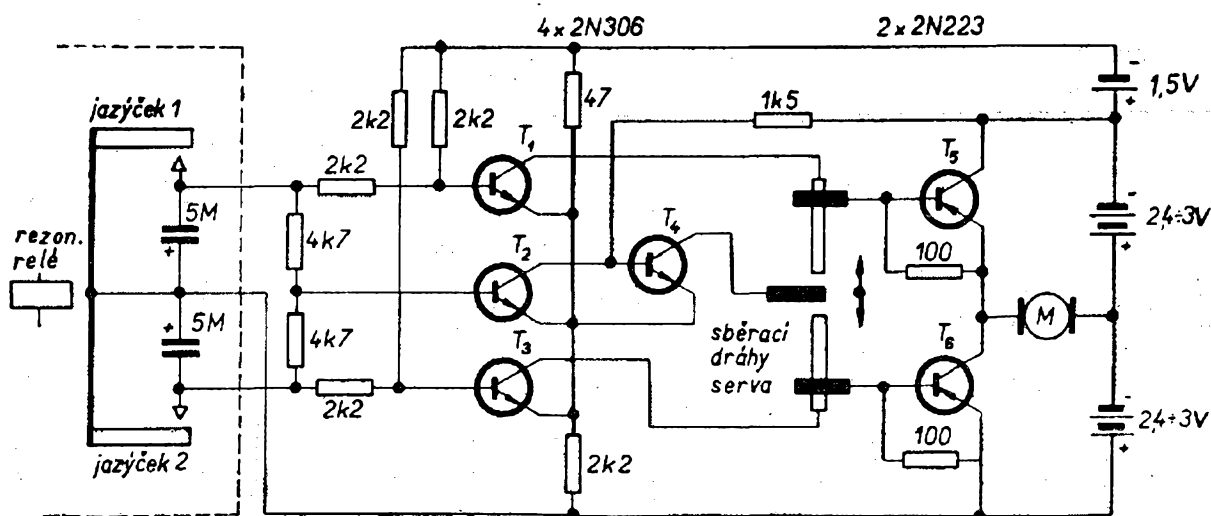 4 x 2N306
2 x 2N223
jazýček 1
2k2
2k2
47
1k5
1,5V
T1
T5
2k2
5M
rezon.
relé
4k7
T2
T4
100
2,4÷3V
M
5M
4k7
T3
sběrací
dráhy
serva
T6
2k2
2,4÷3V
jazýček 2
2k2
100